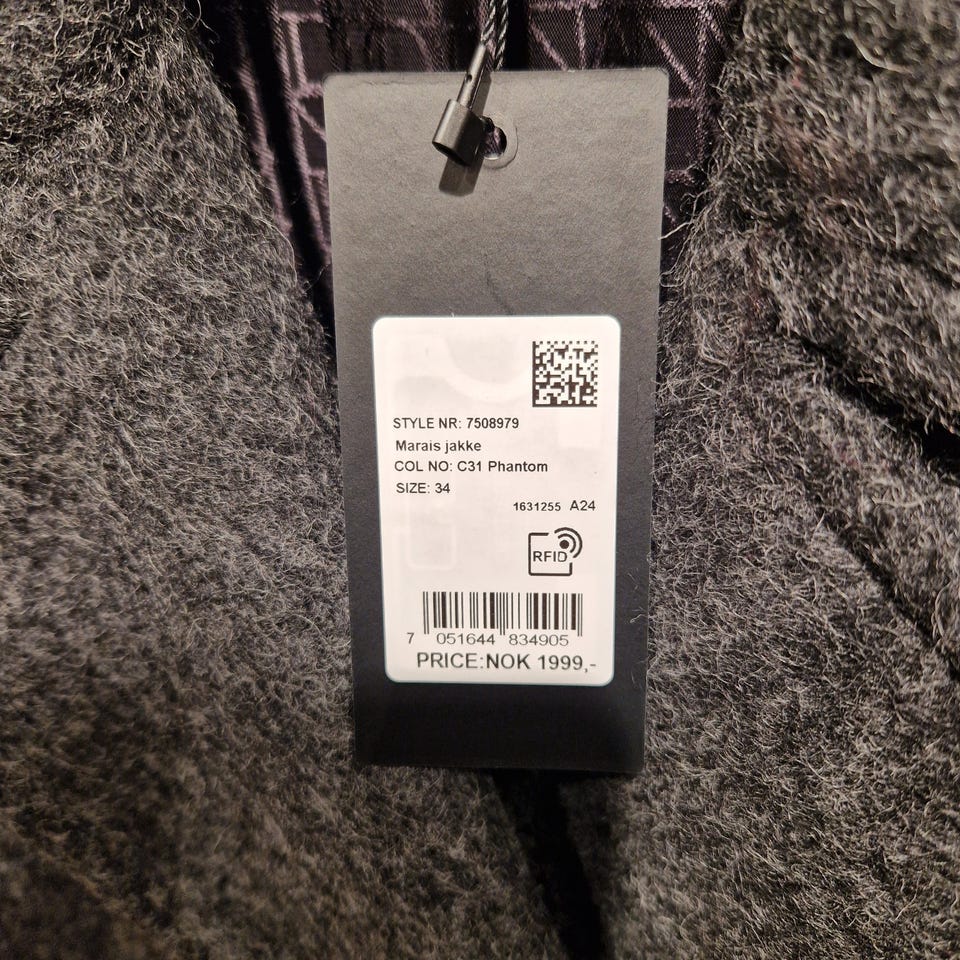 STYLE NR: 7508979
Marais jakke
COL NO: C31 Phantom
SIZE: 34
1631255 A24
RFID
7 051644 834905
PRICE:NOK 1999,-